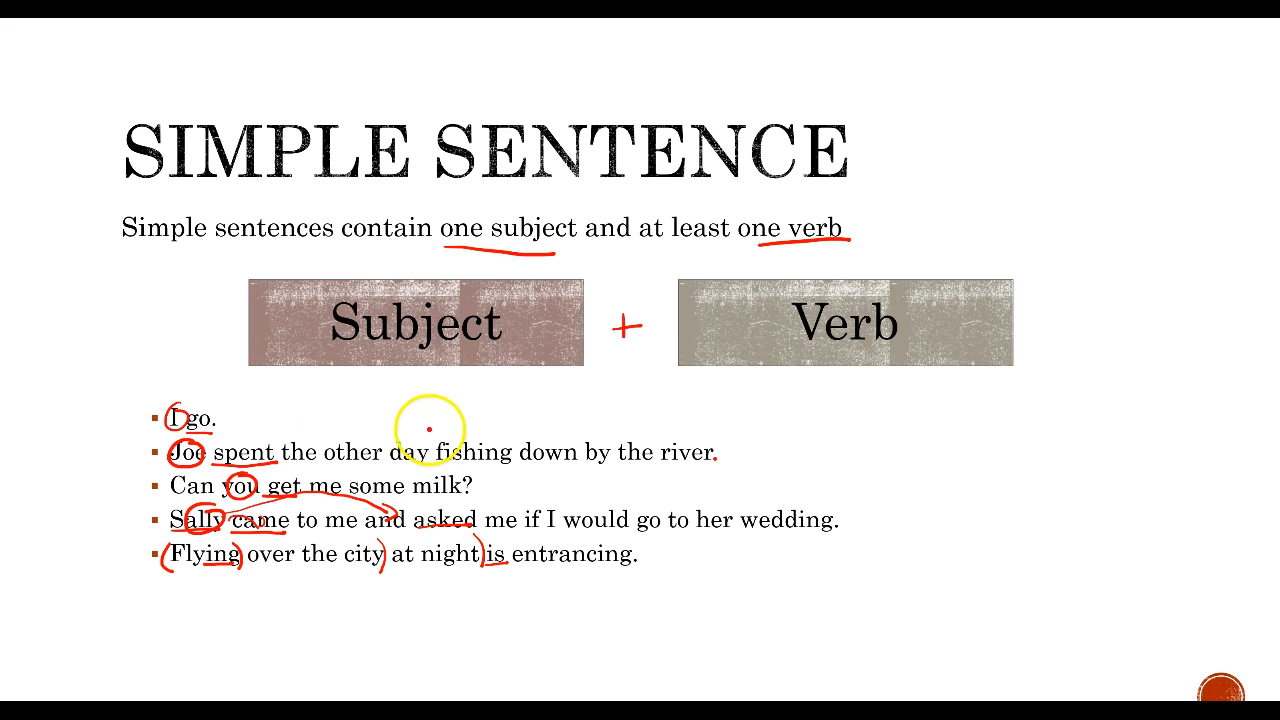 SIMPLE SENTENCE
Simple sentences contain one subject and at least one verb
Subject + Verb
I go.
Joe spent the other day fishing down by the river.
Can you get me some milk?
Sally came to me and asked me if I would go to her wedding.
(Flying) over the city) at night) is entrancing.